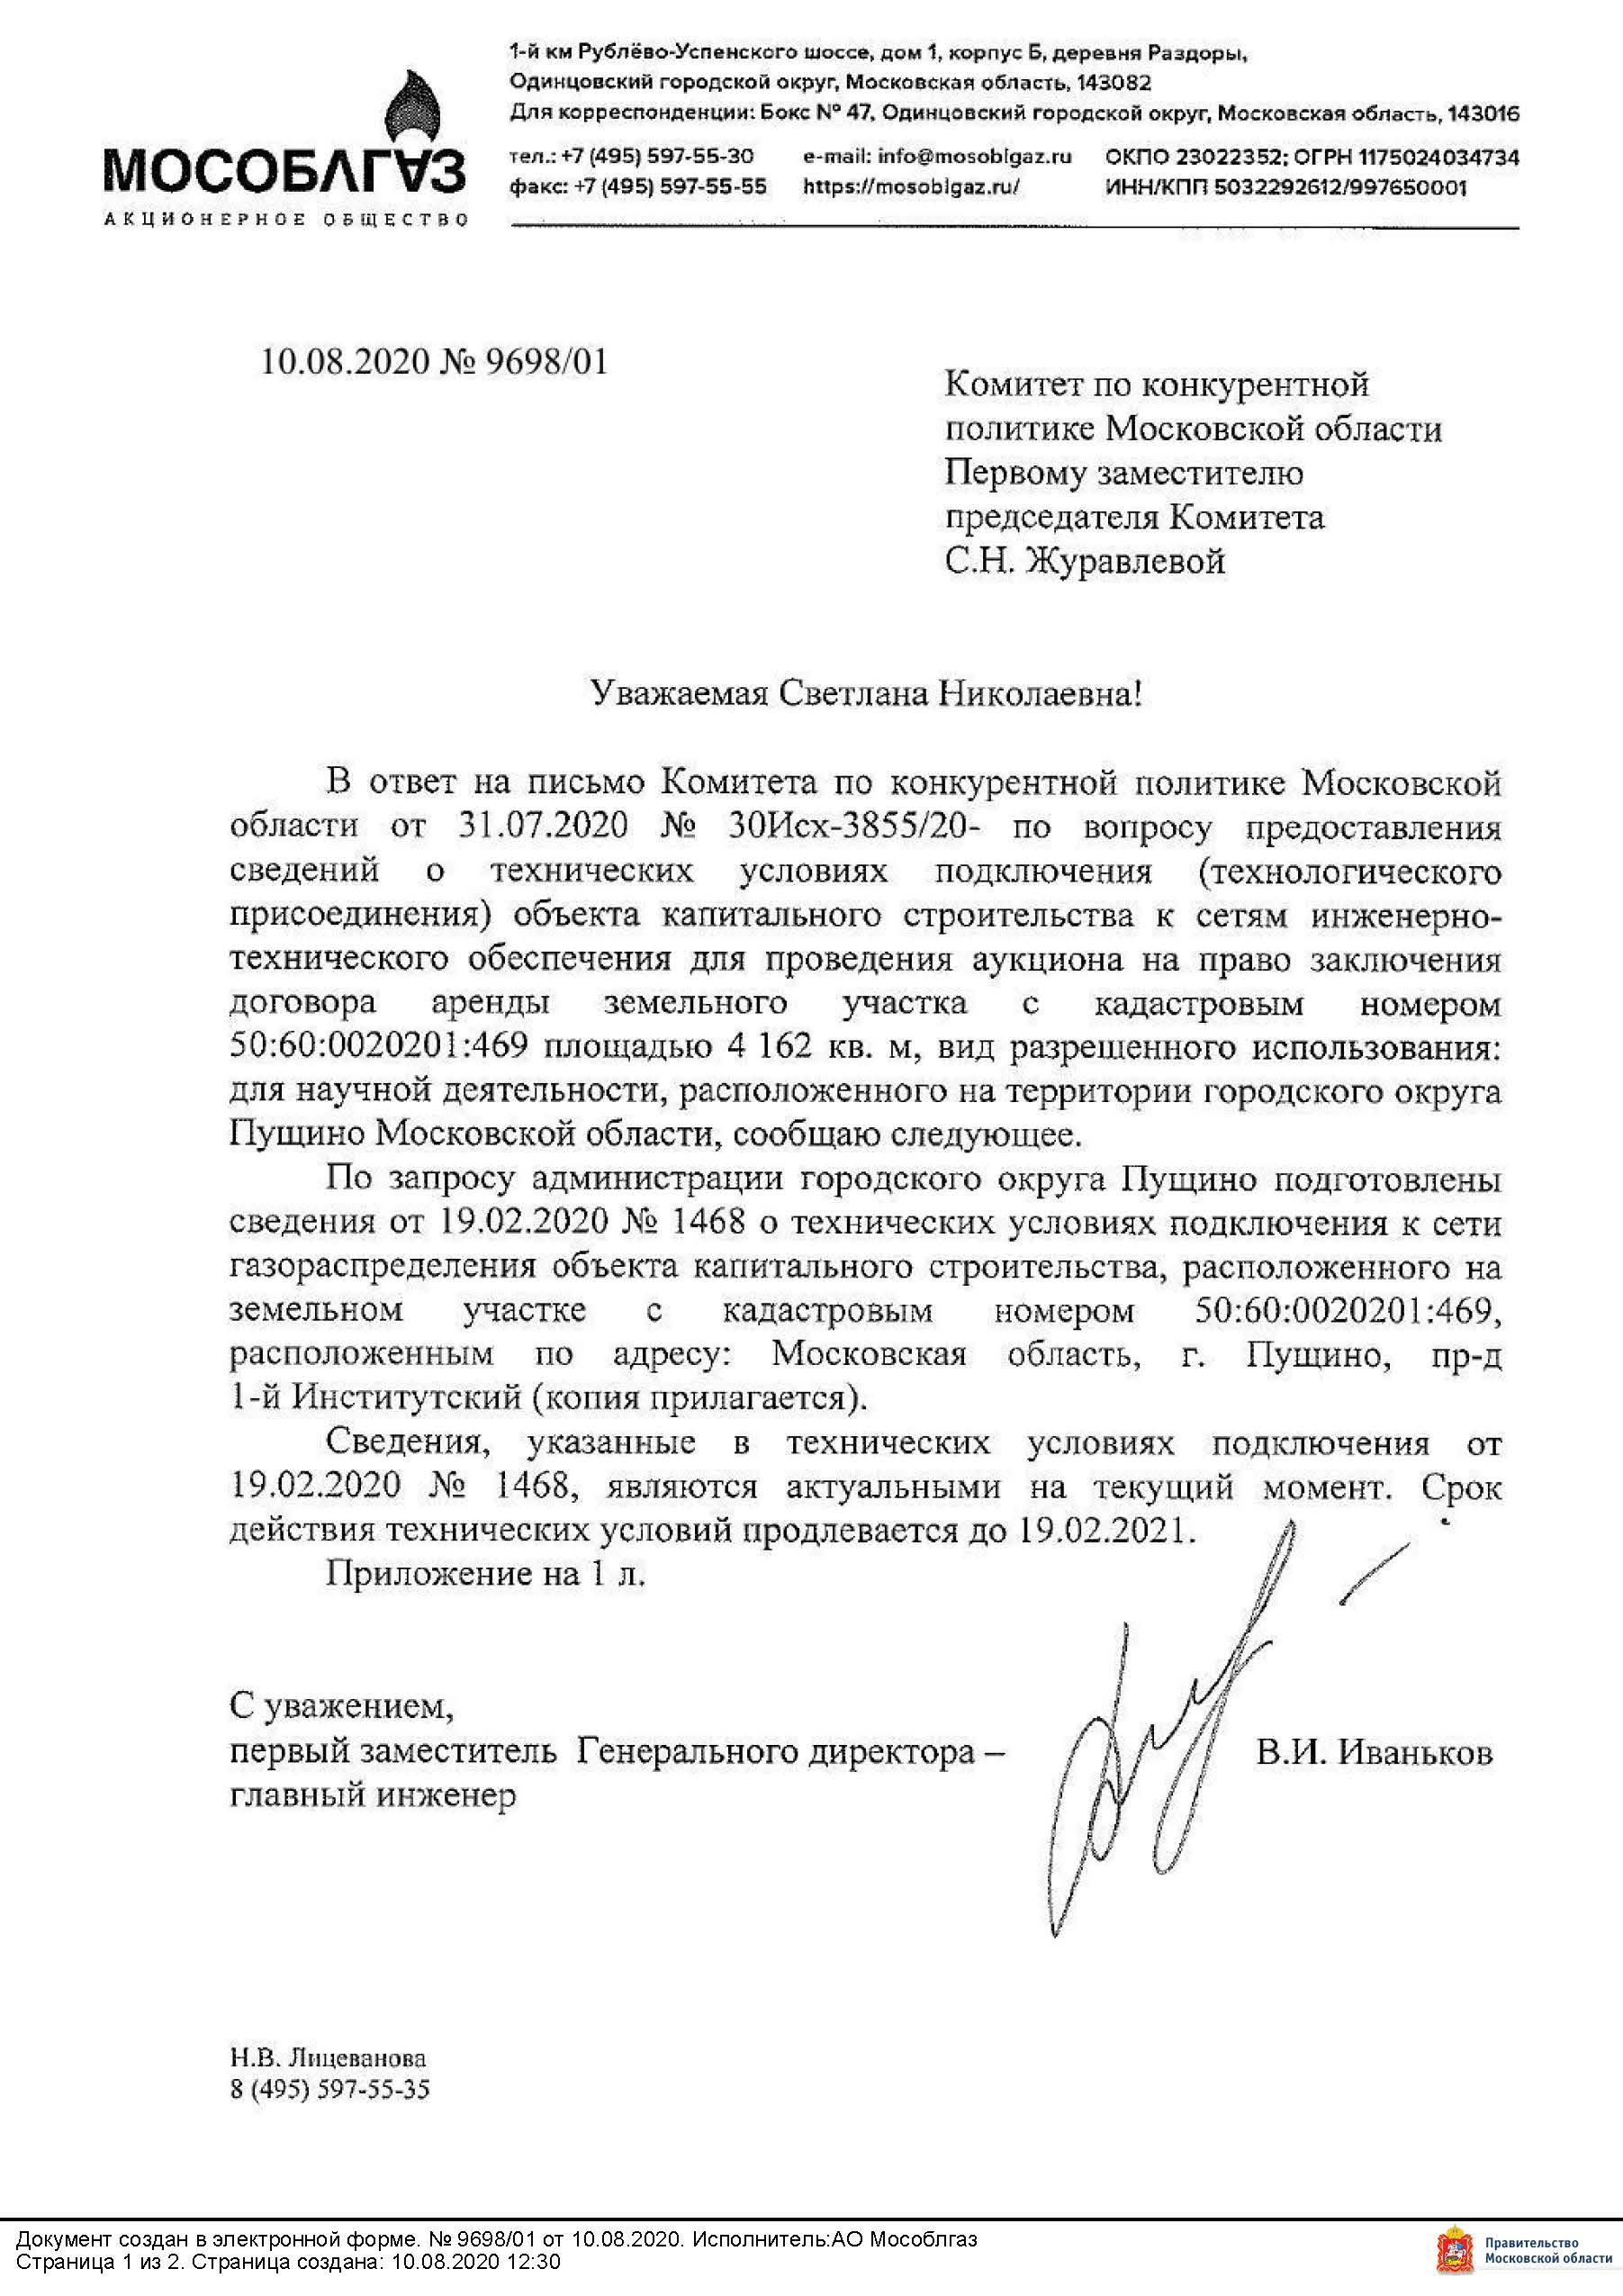 1-й км Рублёво-Успенского шоссе, дом 1, корпус Б, деревня Раздоры,
Одинцовский городской округ, Московская область, 143082
Для корреспонденции: Бокс № 47, Одинцовский городской округ, Московская область, 143016
МОСОБЛГАЗ
АКЦИОНЕРНОЕ ОБЩЕСТВО
тел.: +7 (495) 597-55-30 e-mail: info@mosoblgaz.ru ОКПО 23022352; ОГРН 1175024034734
факс: +7 (495) 597-55-55 https://mosoblgaz.ru/ ИНН/КПП 5032292612/997650001
10.08.2020 № 9698/01
Комитет по конкурентной
политике Московской области
Первому заместителю
председателя Комитета
С.Н. Журавлевой
Уважаемая Светлана Николаевна!
В ответ на письмо Комитета по конкурентной политике Московской
области от 31.07.2020 № 30Исх-3855/20- по вопросу предоставления
сведений о технических условиях подключения (технологического
присоединения) объекта капитального строительства к сетям инженерно-
технического обеспечения для проведения аукциона на право заключения
договора аренды земельного участка с кадастровым номером
50:60:0020201:469 площадью 4 162 кв. м, вид разрешенного использования:
для научной деятельности, расположенного на территории городского округа
Пущино Московской области, сообщаю следующее.
По запросу администрации городского округа Пущино подготовлены
сведения от 19.02.2020 № 1468 о технических условиях подключения к сети
газораспределения объекта капитального строительства, расположенного на
земельном участке с кадастровым номером 50:60:0020201:469,
расположенным по адресу: Московская область, г. Пущино, пр-д
1-й Институтский (копия прилагается).
Сведения, указанные в технических условиях подключения от
19.02.2020 № 1468, являются актуальными на текущий момент. Срок
действия технических условий продлевается до 19.02.2021.
Приложение на 1 л.
С уважением,
первый заместитель Генерального директора –
главный инженер
В.И. Иваньков
Н.В. Лицеванова
8 (495) 597-55-35
Документ создан в электронной форме. № 9698/01 от 10.08.2020. Исполнитель:АО Мособлгаз
Страница 1 из 2. Страница создана: 10.08.2020 12:30
Правительство
Московской области